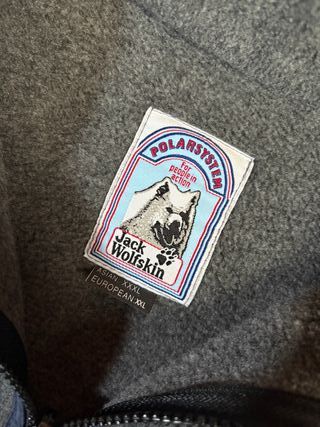 POLARSYSTEM
For
people in
action
Jack
Wolfskin
ASIAN XXXL
EUROPEAN XXL